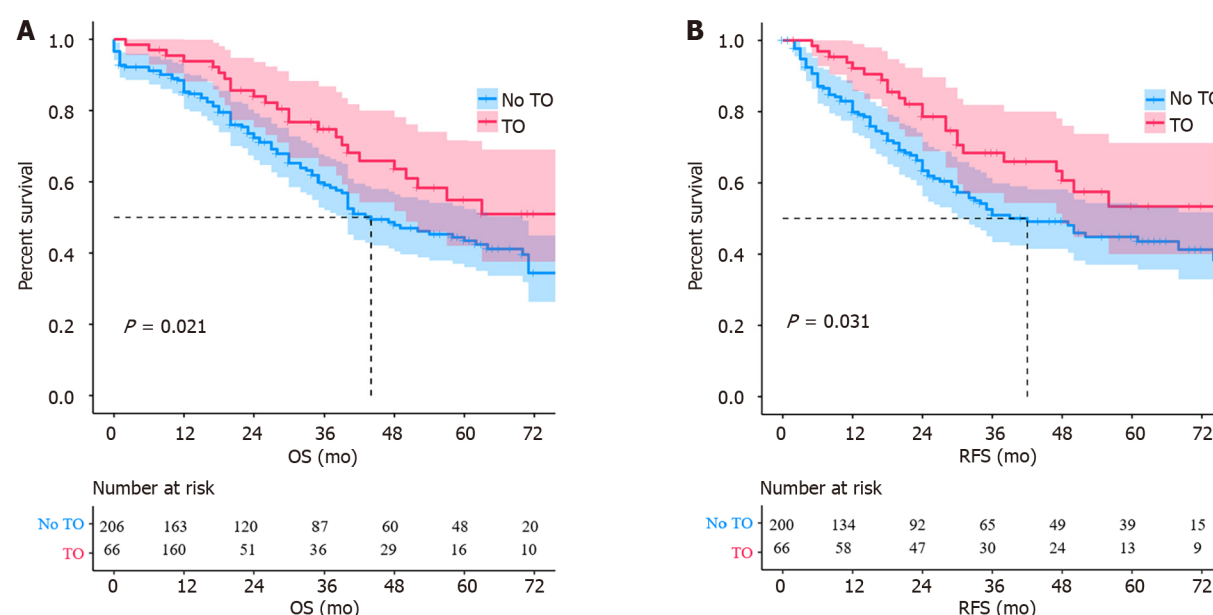 A
1.0
0.8
0.6
0.4
0.2
0.0
Percent survival
No TO
TO
P = 0.021
0 12 24 36 48 60 72
OS (mo)
Number at risk
No TO 206 163 120 87 60 48 20
TO 66 160 51 36 29 16 10
0 12 24 36 48 60 72
OS (mo)
B
1.0
0.8
0.6
0.4
0.2
0.0
Percent survival
No TO
TO
P = 0.031
0 12 24 36 48 60 72
RFS (mo)
Number at risk
No TO 200 134 92 65 49 39 15
TO 66 58 47 30 24 13 9
0 12 24 36 48 60 72
RFS (mo)